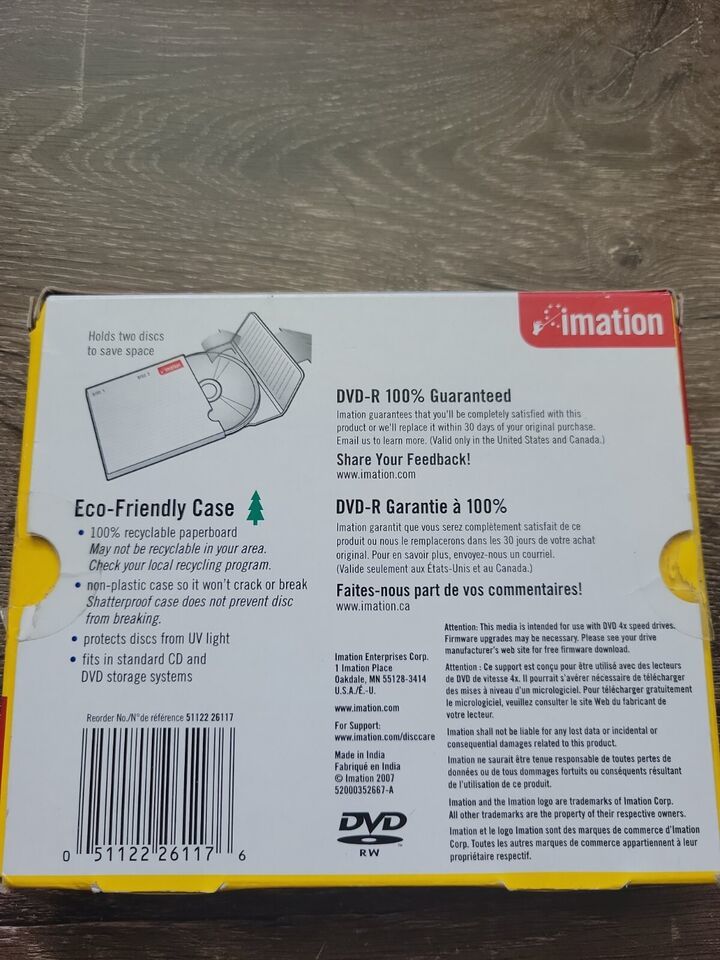 Holds two discs
to save space
DISC 1
DISC 2
imation
imation
DVD-R 100% Guaranteed
Imation guarantees that you'll be completely satisfied with this
product or we'll replace it within 30 days of your original purchase.
Email us to learn more. (Valid only in the United States and Canada.)
Share Your Feedback!
www.imation.com
Eco-Friendly Case
• 100% recyclable paperboard
May not be recyclable in your area.
Check your local recycling program.
• non-plastic case so it won't crack or break
Shatterproof case does not prevent disc
from breaking.
• protects discs from UV light
• fits in standard CD and
DVD storage systems
DVD-R Garantie à 100%
Imation garantit que vous serez complètement satisfait de ce
produit ou nous le remplacerons dans les 30 jours de votre achat
original. Pour en savoir plus, envoyez-nous un courriel.
(Valide seulement aux États-Unis et au Canada.)
Faites-nous part de vos commentaires!
www.imation.ca
Reorder No./N° de référence 51122 26117
0 51122 26117 6
Imation Enterprises Corp.
1 Imation Place
Oakdale, MN 55128-3414
U.S.A./É.-U.
www.imation.com
For Support:
www.imation.com/disccare
Made in India
Fabriqué en India
© Imation 2007
52000352667-A
DVD
RW
Attention: This media is intended for use with DVD 4x speed drives.
Firmware upgrades may be necessary. Please see your drive
manufacturer's web site for free firmware download.
Attention : Ce support est conçu pour être utilisé avec des lecteurs
de DVD de vitesse 4x. Il pourrait s'avérer nécessaire de télécharger
des mises à niveau d'un micrologiciel. Pour télécharger gratuitement
le micrologiciel, veuillez consulter le site Web du fabricant de
votre lecteur.
Imation shall not be liable for any lost data or incidental or
consequential damages related to this product.
Imation ne saurait être tenue responsable de toutes pertes de
données ou de tous dommages fortuits ou conséquents résultant
de l'utilisation de ce produit.
Imation and the Imation logo are trademarks of Imation Corp.
All other trademarks are the property of their respective owners.
Imation et le logo Imation sont des marques de commerce d'Imation
Corp. Toutes les autres marques de commerce appartiennent à leur
propriétaire respectif.